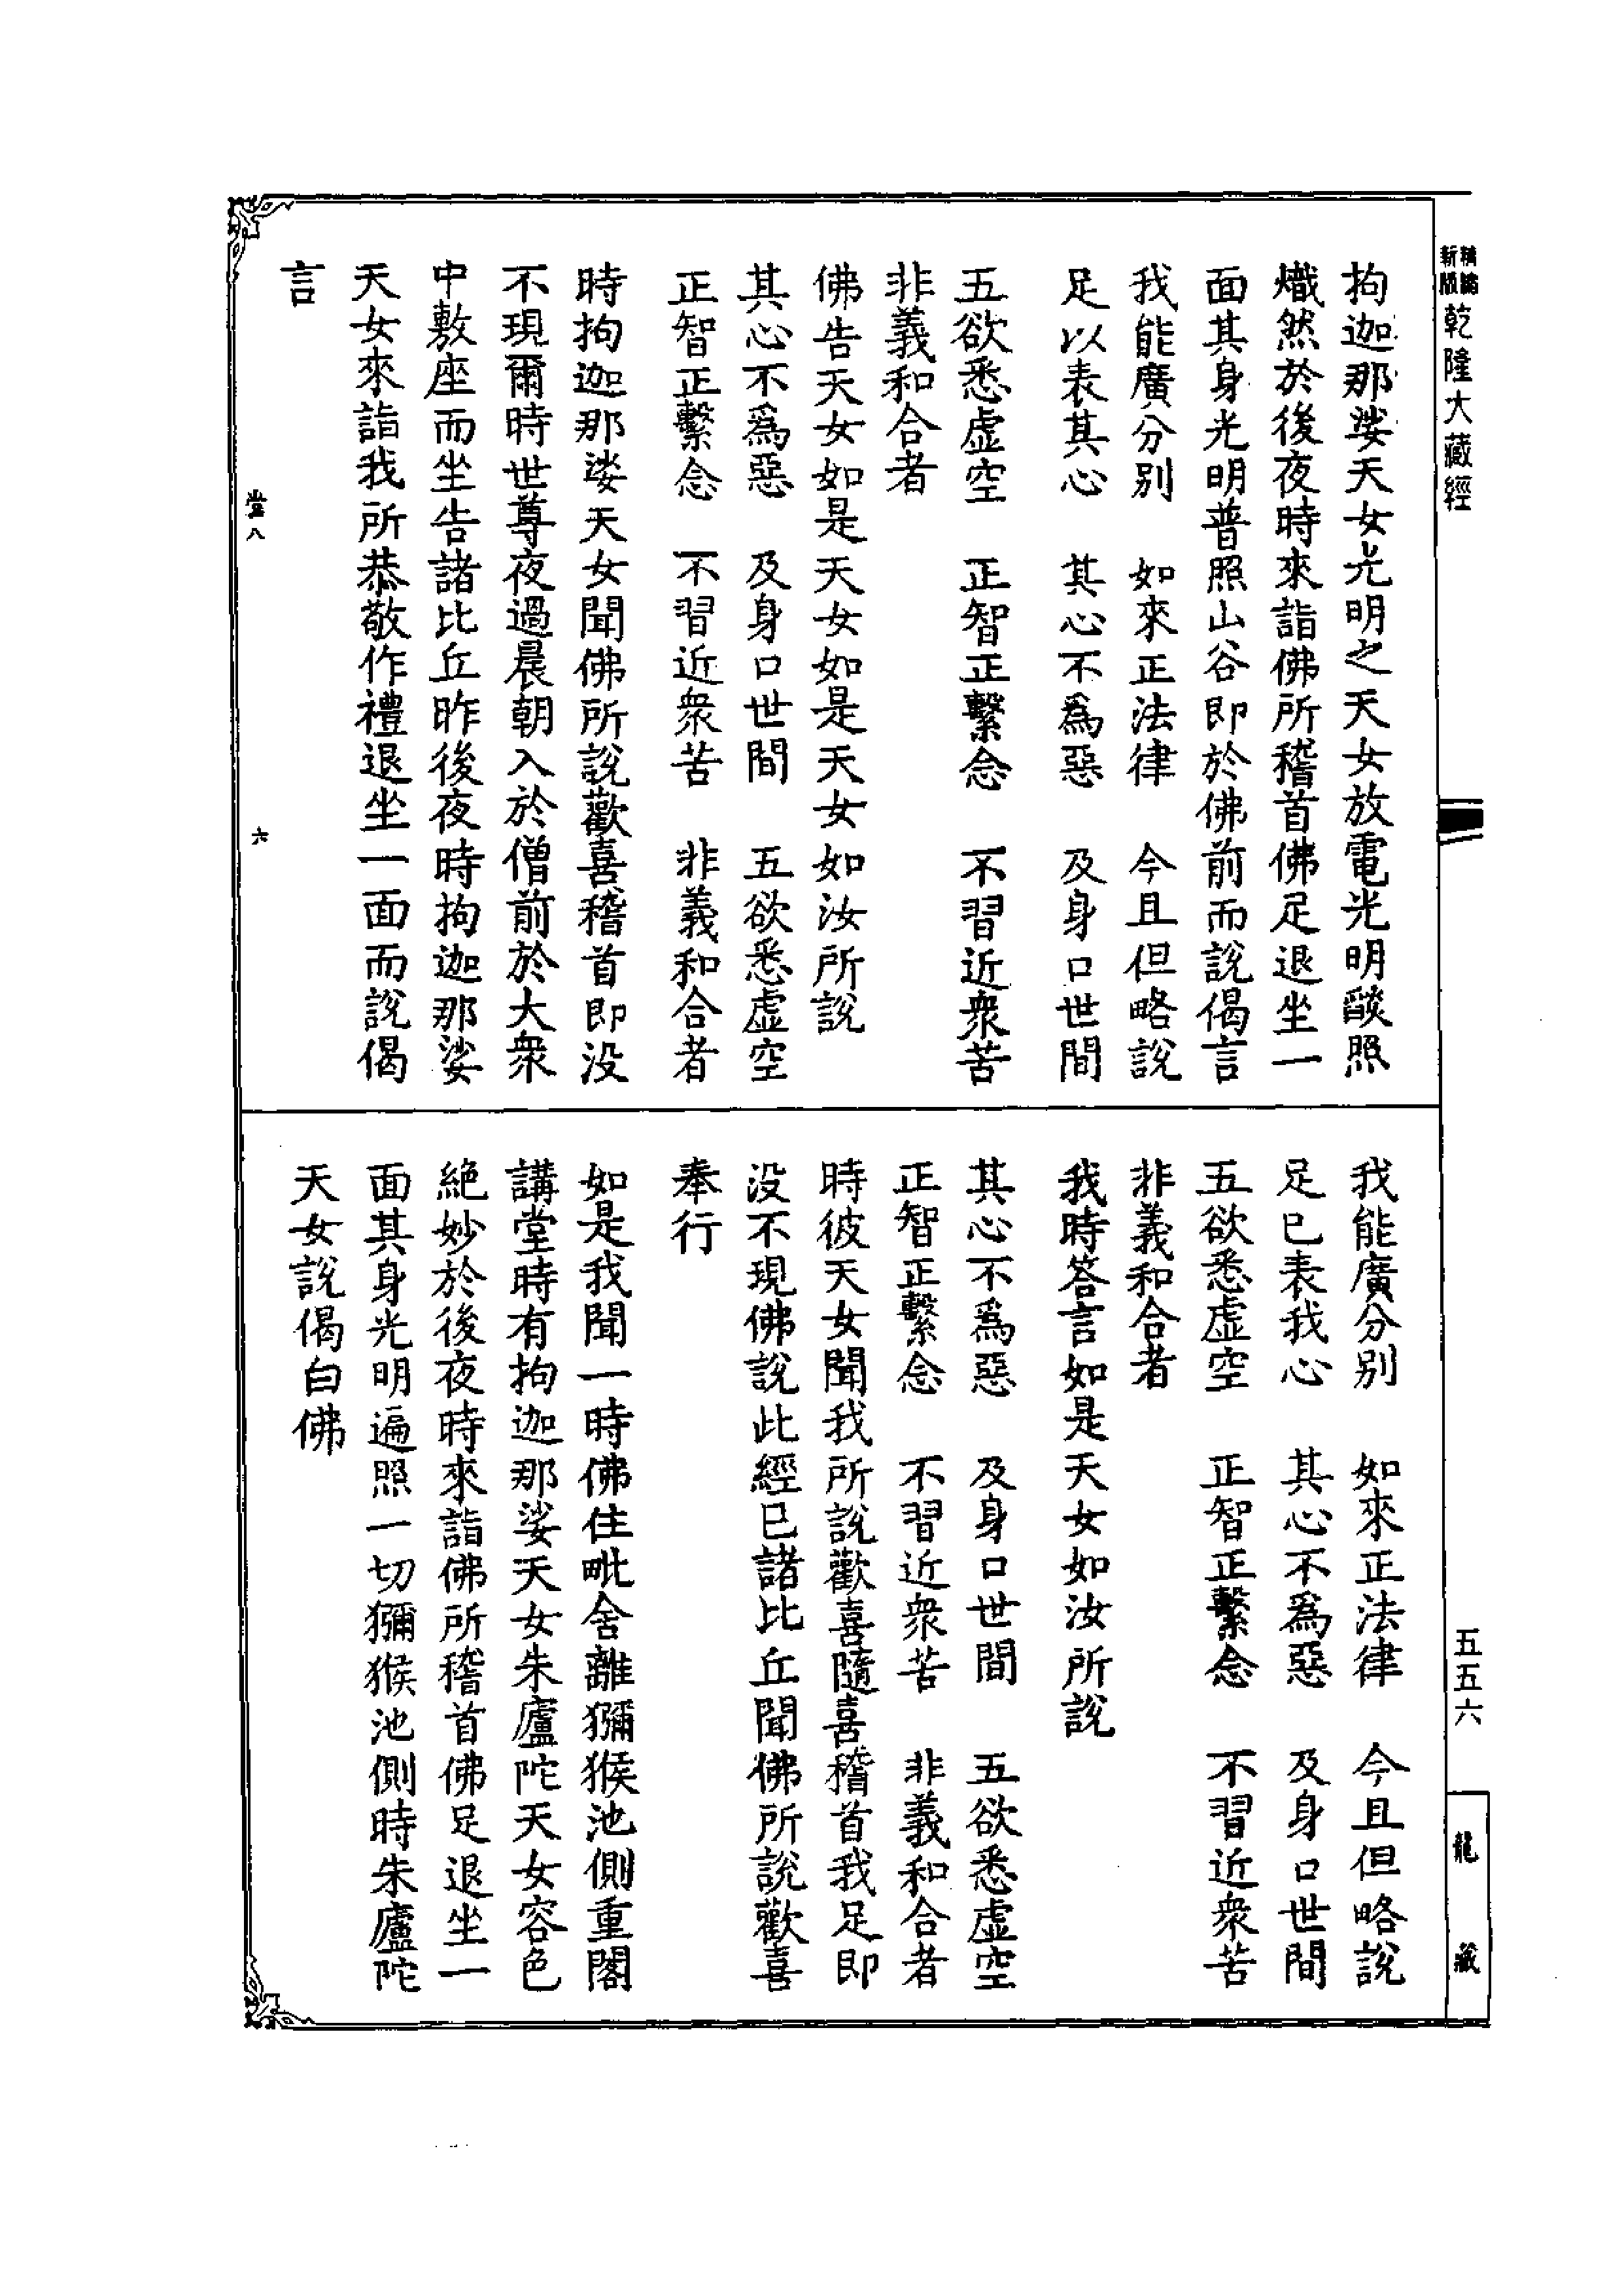 新版
精縮
乾隆大藏經
拘迦那娑天女光明之天女放電光明燄照
熾然於後夜時來詣佛所稽首佛足退坐一
面其身光明普照山谷即於佛前而說偈言
我能廣分別　如來正法律　今且但略說
足以表其心　其心不為惡　及身口世間
五欲悉虛空　正智正繫念　不習近衆苦
非義和合者
佛告天女如是天女如是天女如汝所說
其心不爲惡　及身口世間　五欲悉虛空
正智正繫念　不習近衆苦　非義和合者
時拘迦那娑天女聞佛所說歡喜稽首即没
不現爾時世尊夜過晨朝入於僧前於大衆
中敷座而坐告諸比丘昨後夜時拘迦那娑
天女來詣我所恭敬作禮退坐一面而說偈
言
堂八
六
我能廣分別　如來正法律　今且但略說
足已表我心　其心不為惡　及身口世間
五欲悉虛空　正智正繫念　不習近衆苦
非義和合者
我時答言如是天女如汝所說
其心不爲惡　及身口世間　五欲悉虛空
正智正繫念　不習近衆苦　非義和合者
時彼天女聞我所說歡喜隨喜稽首我足即
没不現佛說此經已諸比丘聞佛所說歡喜
奉行
如是我聞一時佛住毗舍離獼猴池側重閣
講堂時有拘迦那娑天女朱盧陀天女容色
絕妙於後夜時來詣佛所稽首佛足退坐一
面其身光明遍照一切獼猴池側時朱盧陀
天女說偈白佛
五五六
龍藏